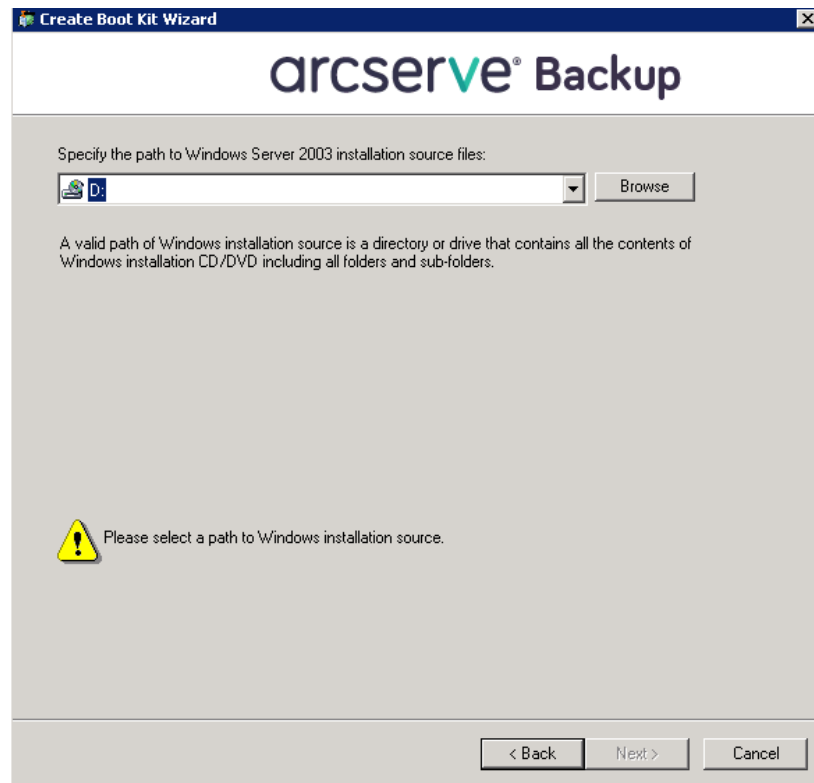 Create Boot Kit Wizard
arcserve® Backup
Specify the path to Windows Server 2003 installation source files:
D:
Browse
A valid path of Windows installation source is a directory or drive that contains all the contents of
Windows installation CD/DVD including all folders and sub-folders.
Please select a path to Windows installation source.
< Back
Next >
Cancel